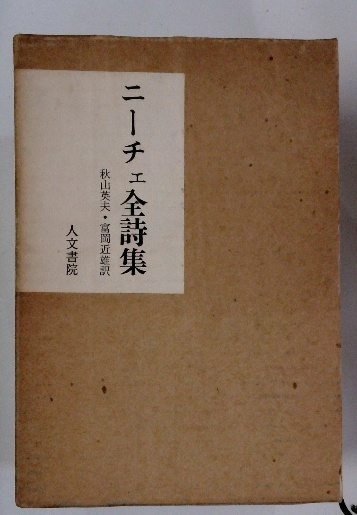 ニーチェ全詩集
秋山英夫・富岡近雄訳
人文書院